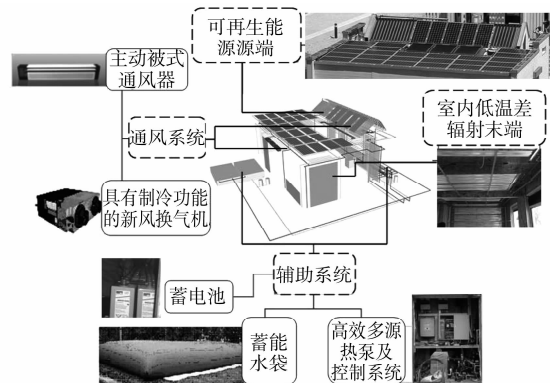 可再生能
源源端
主动被式
通风器
室内低温差
辐射末端
通风系统
具有制冷功能
的新风换气机
辅助系统
蓄电池
蓄能
水袋
高效多源
热泵及
控制系统